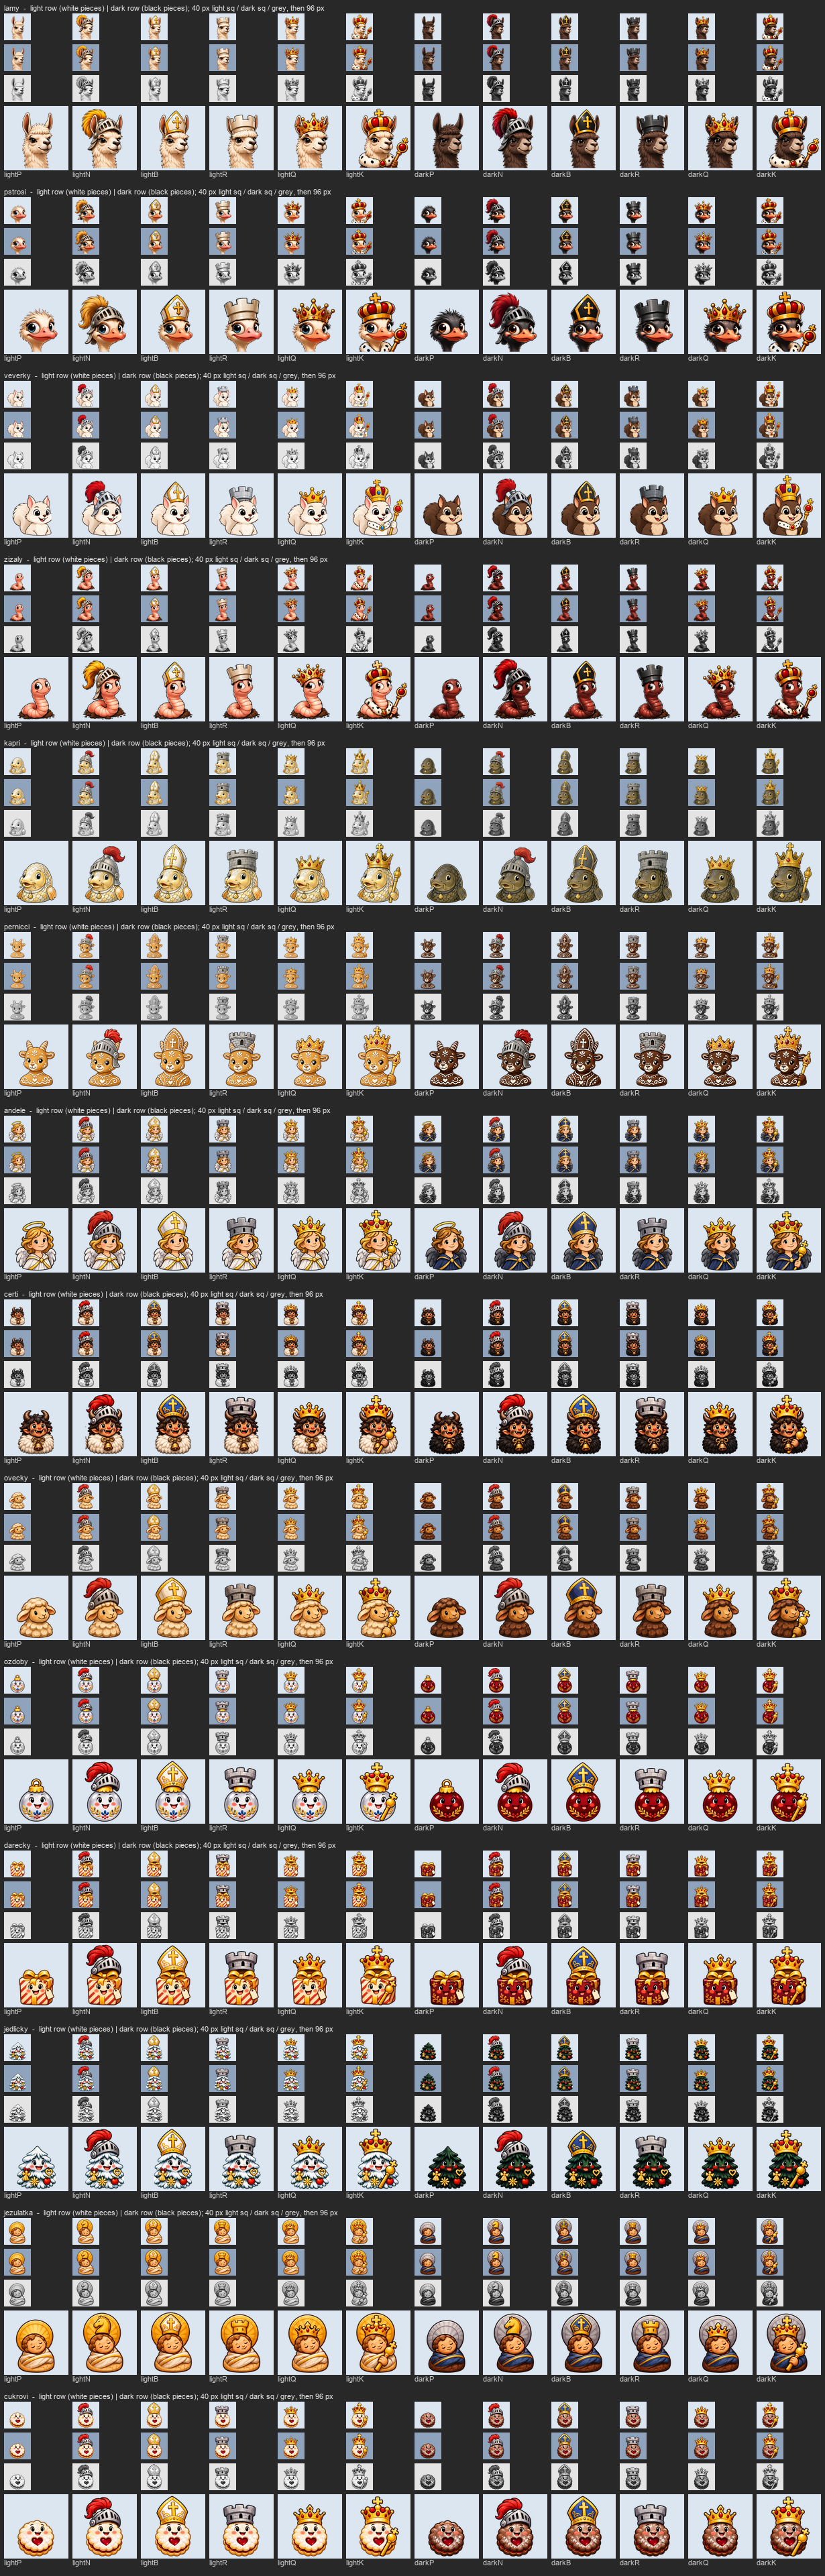 lamy - light row (white pieces) | dark row (black pieces); 40 px light sq / dark sq / grey, then 96 px
lightP lightN lightB lightR lightQ lightK darkP darkN darkB darkR darkQ darkK
pstrosi - light row (white pieces) | dark row (black pieces); 40 px light sq / dark sq / grey, then 96 px
lightP lightN lightB lightR lightQ lightK darkP darkN darkB darkR darkQ darkK
veverky - light row (white pieces) | dark row (black pieces); 40 px light sq / dark sq / grey, then 96 px
lightP lightN lightB lightR lightQ lightK darkP darkN darkB darkR darkQ darkK
zizaly - light row (white pieces) | dark row (black pieces); 40 px light sq / dark sq / grey, then 96 px
lightP lightN lightB lightR lightQ lightK darkP darkN darkB darkR darkQ darkK
kapri - light row (white pieces) | dark row (black pieces); 40 px light sq / dark sq / grey, then 96 px
lightP lightN lightB lightR lightQ lightK darkP darkN darkB darkR darkQ darkK
pernicci - light row (white pieces) | dark row (black pieces); 40 px light sq / dark sq / grey, then 96 px
lightP lightN lightB lightR lightQ lightK darkP darkN darkB darkR darkQ darkK
andele - light row (white pieces) | dark row (black pieces); 40 px light sq / dark sq / grey, then 96 px
lightP lightN lightB lightR lightQ lightK darkP darkN darkB darkR darkQ darkK
certi - light row (white pieces) | dark row (black pieces); 40 px light sq / dark sq / grey, then 96 px
lightP lightN lightB lightR lightQ lightK darkP darkN darkB darkR darkQ darkK
ovecky - light row (white pieces) | dark row (black pieces); 40 px light sq / dark sq / grey, then 96 px
lightP lightN lightB lightR lightQ lightK darkP darkN darkB darkR darkQ darkK
ozdoby - light row (white pieces) | dark row (black pieces); 40 px light sq / dark sq / grey, then 96 px
lightP lightN lightB lightR lightQ lightK darkP darkN darkB darkR darkQ darkK
darecky - light row (white pieces) | dark row (black pieces); 40 px light sq / dark sq / grey, then 96 px
lightP lightN lightB lightR lightQ lightK darkP darkN darkB darkR darkQ darkK
jedlicky - light row (white pieces) | dark row (black pieces); 40 px light sq / dark sq / grey, then 96 px
lightP lightN lightB lightR lightQ lightK darkP darkN darkB darkR darkQ darkK
jezulatka - light row (white pieces) | dark row (black pieces); 40 px light sq / dark sq / grey, then 96 px
lightP lightN lightB lightR lightQ lightK darkP darkN darkB darkR darkQ darkK
cukrovi - light row (white pieces) | dark row (black pieces); 40 px light sq / dark sq / grey, then 96 px
lightP lightN lightB lightR lightQ lightK darkP darkN darkB darkR darkQ darkK